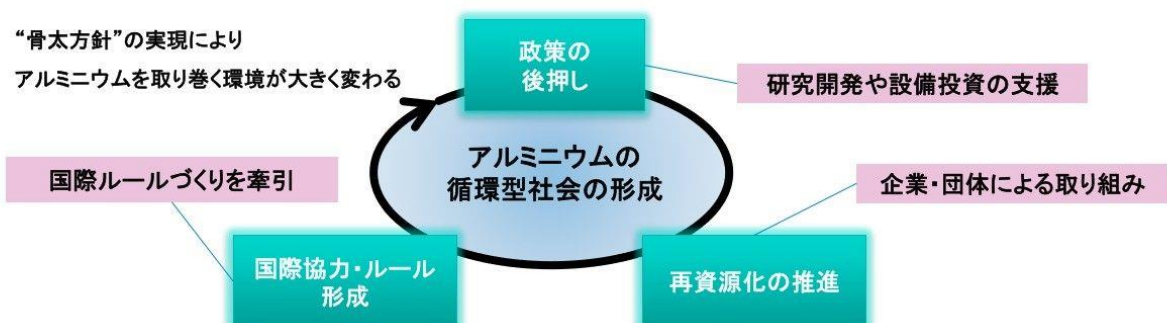 “骨太方針”の実現により
アルミニウムを取り巻く環境が大きく変わる
政策の
後押し
研究開発や設備投資の支援
アルミニウムの
循環型社会の形成
国際ルールづくりを牽引
企業・団体による取り組み
国際協力・ルール
形成
再資源化の推進